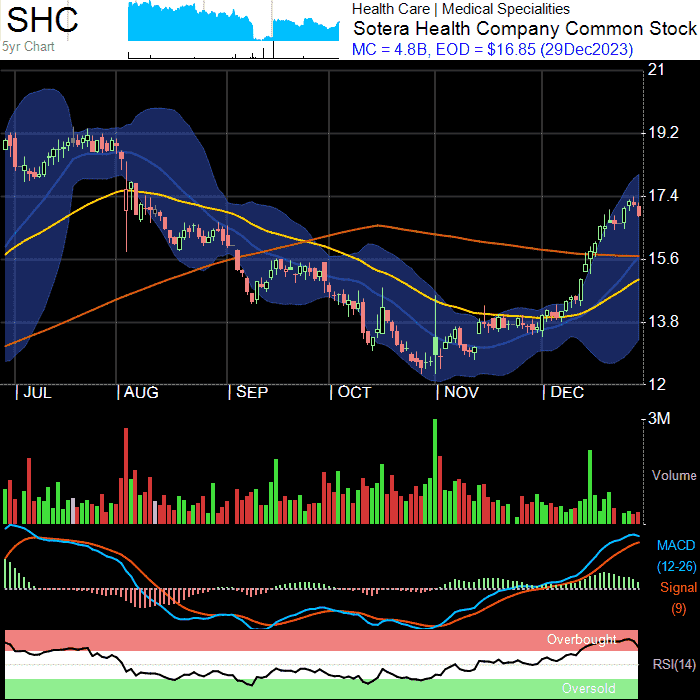 SHC
5yr Chart
Health Care | Medical Specialities
Sotera Health Company Common Stock
MC = 4.8B, EOD = $16.85 (29Dec2023)
21
19.2
17.4
15.6
13.8
12
JUL
AUG
SEP
OCT
NOV
DEC
3M
Volume
MACD
(12-26)
Signal
(9)
Overbought
RSI(14)
Oversold